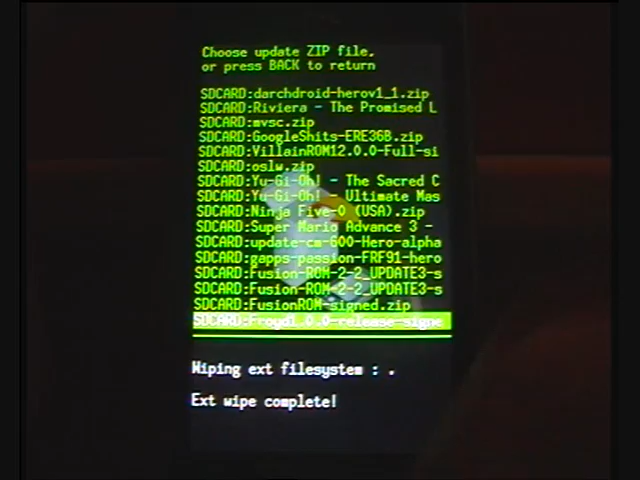 Choose update ZIP file,
or press BACK to return
SDCARD:darchdroid-herov1_1.zip
SDCARD:Riviera - The Promised L
SDCARD:mvsc.zip
SDCARD:GoogleShits-ERE36B.zip
SDCARD:VillainROM12.0.0-Full-si
SDCARD:oslw.zip
SDCARD:Yu-Gi-Oh! - The Sacred C
SDCARD:Yu-Gi-Oh! - Ultimate Mas
SDCARD:Ninja Five-0 (USA).zip
SDCARD:Super Mario Advance 3 -
SDCARD:update-cm-600-Hero-alpha
SDCARD:gapps-passion-FRF91-hero
SDCARD:Fusion-ROM-2-2_UPDATE3-s
SDCARD:Fusion-ROM-2-2_UPDATE3-s
SDCARD:FusionROM-signed.zip
SDCARD:Froyd1.0.0-release-signe
Wiping ext filesystem : .
Ext wipe complete!